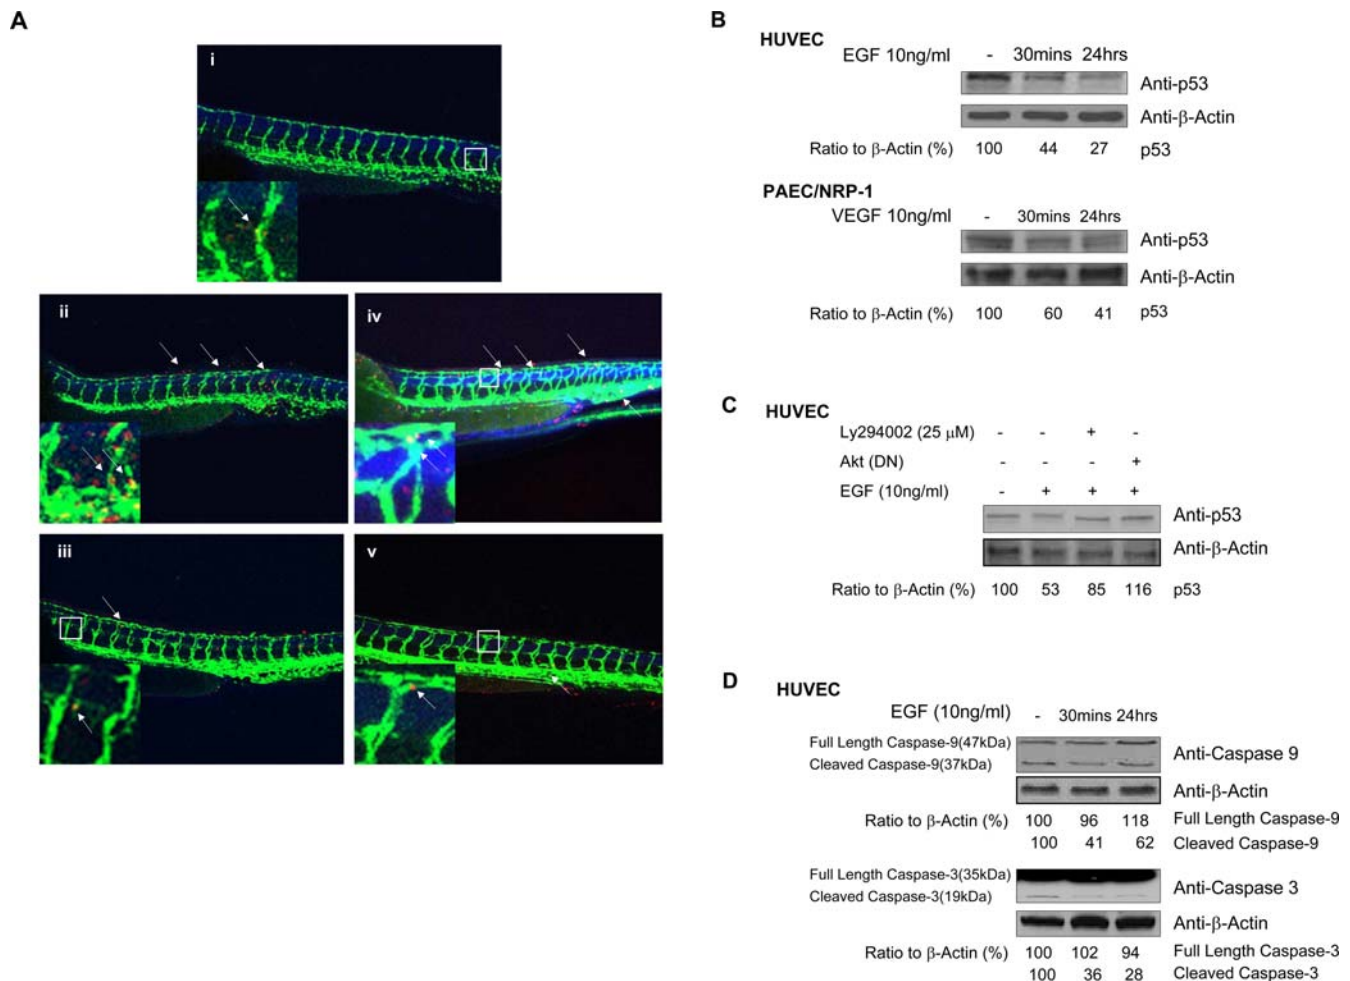 A
i
ii
iv
iii
v
B
HUVEC
EGF 10ng/ml - 30mins 24hrs
Anti-p53
Anti-β-Actin
Ratio to β-Actin (%) 100 44 27 p53
PAEC/NRP-1
VEGF 10ng/ml - 30mins 24hrs
Anti-p53
Anti-β-Actin
Ratio to β-Actin (%) 100 60 41 p53
C
HUVEC
Ly294002 (25 μM) - - + -
Akt (DN) - - - +
EGF (10ng/ml) - + + +
Anti-p53
Anti-β-Actin
Ratio to β-Actin (%) 100 53 85 116 p53
D
HUVEC
EGF (10ng/ml) - 30mins 24hrs
Full Length Caspase-9(47kDa)
Cleaved Caspase-9(37kDa)
Anti-Caspase 9
Anti-β-Actin
Ratio to β-Actin (%) 100 96 118 Full Length Caspase-9
100 41 62 Cleaved Caspase-9
Full Length Caspase-3(35kDa)
Cleaved Caspase-3(19kDa)
Anti-Caspase 3
Anti-β-Actin
Ratio to β-Actin (%) 100 102 94 Full Length Caspase-3
100 36 28 Cleaved Caspase-3